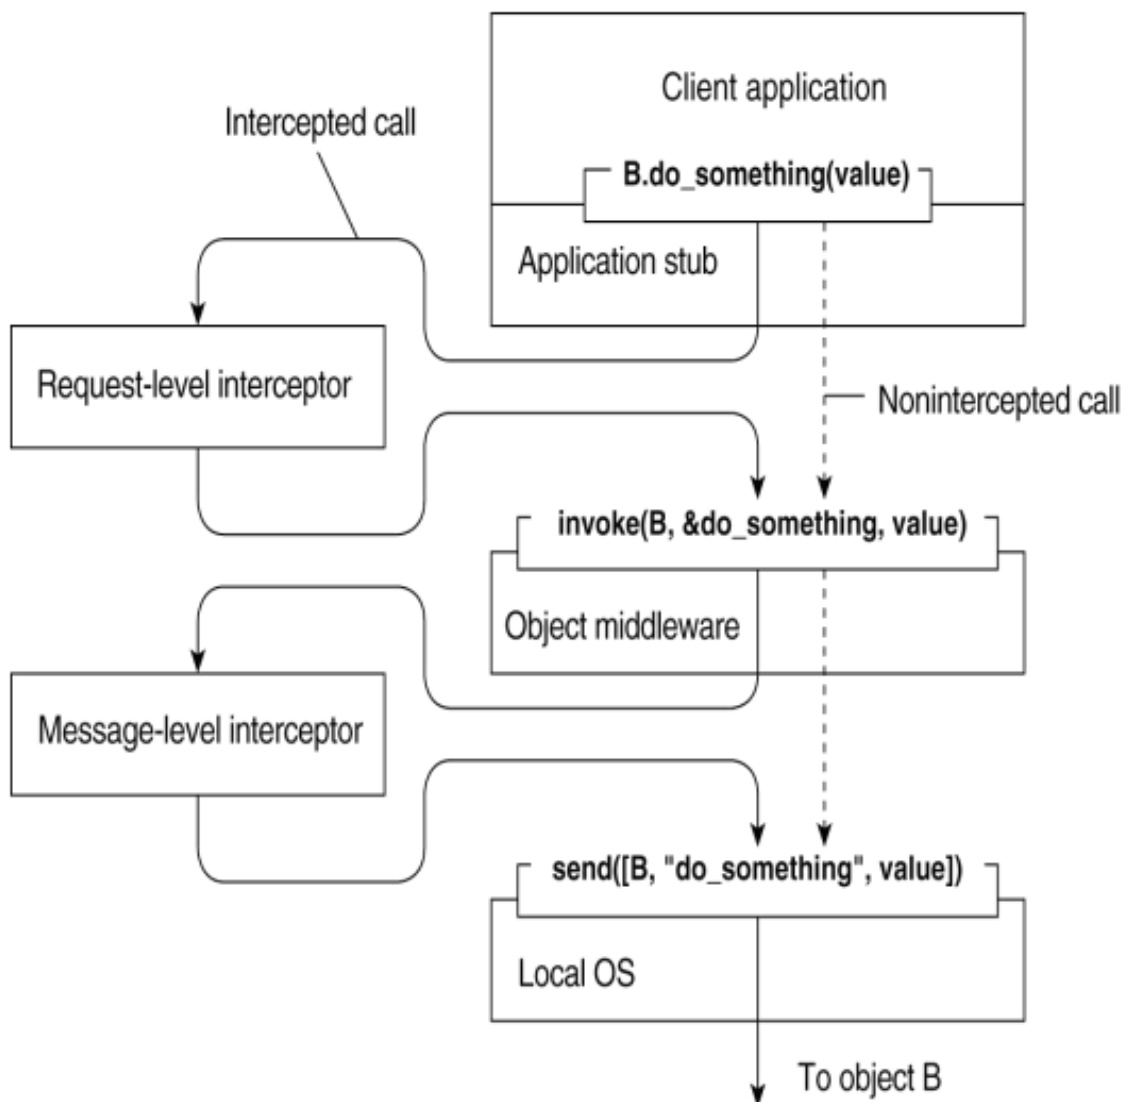 Client application
Intercepted call
B.do_something(value)
Application stub
Request-level interceptor
Nonintercepted call
invoke(B, &do_something, value)
Object middleware
Message-level interceptor
send([B, "do_something", value])
Local OS
To object B